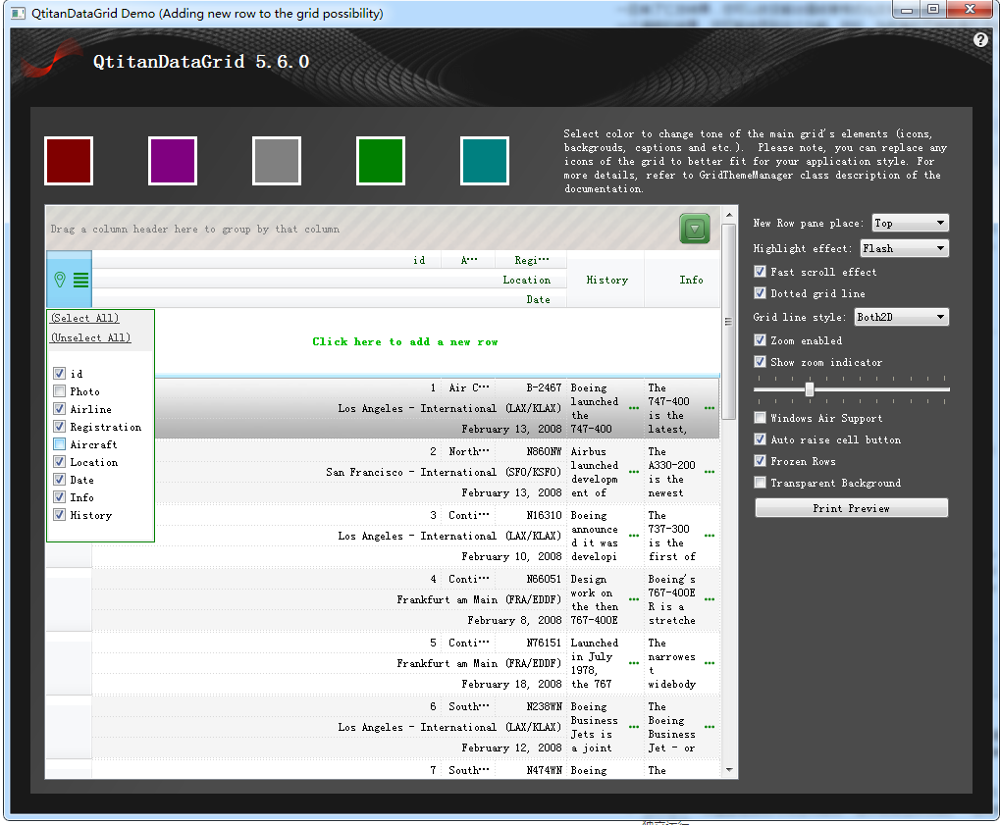 QtitanDataGrid Demo (Adding new row to the grid possibility)
QtitanDataGrid 5.6.0
Select color to change tone of the main grid's elements (icons,
backgrouds, captions and etc.).  Please note, you can replace any
icons of the grid to better fit for your application style. For
more details, refer to GridThemeManager class description of the
documentation.
Drag a column header here to group by that column
id A… Regi…
Location
Date
History
Info
(Select All)
(Unselect All)
id
Photo
Airline
Registration
Aircraft
Location
Date
Info
History
Click here to add a new row
1 Air C… B-2467
Los Angeles - International (LAX/KLAX)
February 13, 2008
Boeing
launched
the
747-400
The
747-400
is the
latest,
2 North… N860NW
San Francisco - International (SFO/KSFO)
February 13, 2008
Airbus
launched
developm
ent of
The
A330-200
is the
newest
3 Conti… N16310
Los Angeles - International (LAX/KLAX)
February 10, 2008
Boeing
announce
d it was
developi
The
737-300
is the
first of
4 Conti… N66051
Frankfurt am Main (FRA/EDDF)
February 8, 2008
Design
work on
the then
767-400E
Boeing's
767-400E
R is a
stretche
5 Conti… N76151
Frankfurt am Main (FRA/EDDF)
February 18, 2008
Launched
in July
1978,
the 767
The
narrowes
t
widebody
6 South… N238WN
Los Angeles - International (LAX/KLAX)
February 12, 2008
Boeing
Business
Jets is
a joint
The
Boeing
Business
Jet - or
7 South… N474WN Boeing The
New Row pane place: Top
Highlight effect: Flash
Fast scroll effect
Dotted grid line
Grid line style: Both2D
Zoom enabled
Show zoom indicator
Windows Air Support
Auto raise cell button
Frozen Rows
Transparent Background
Print Preview